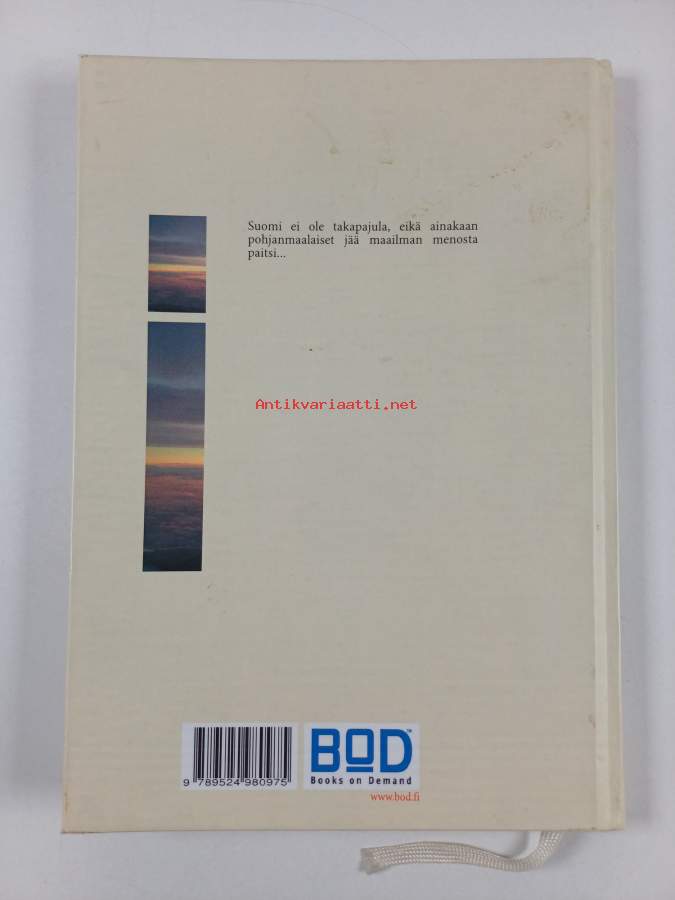 Suomi ei ole takapajula, eikä ainakaan
pohjanmaalaiset jää maailman menosta
paitsi...
Antikvariaatti.net
BoD™
Books on Demand
9 789524 980975
www.bod.fi